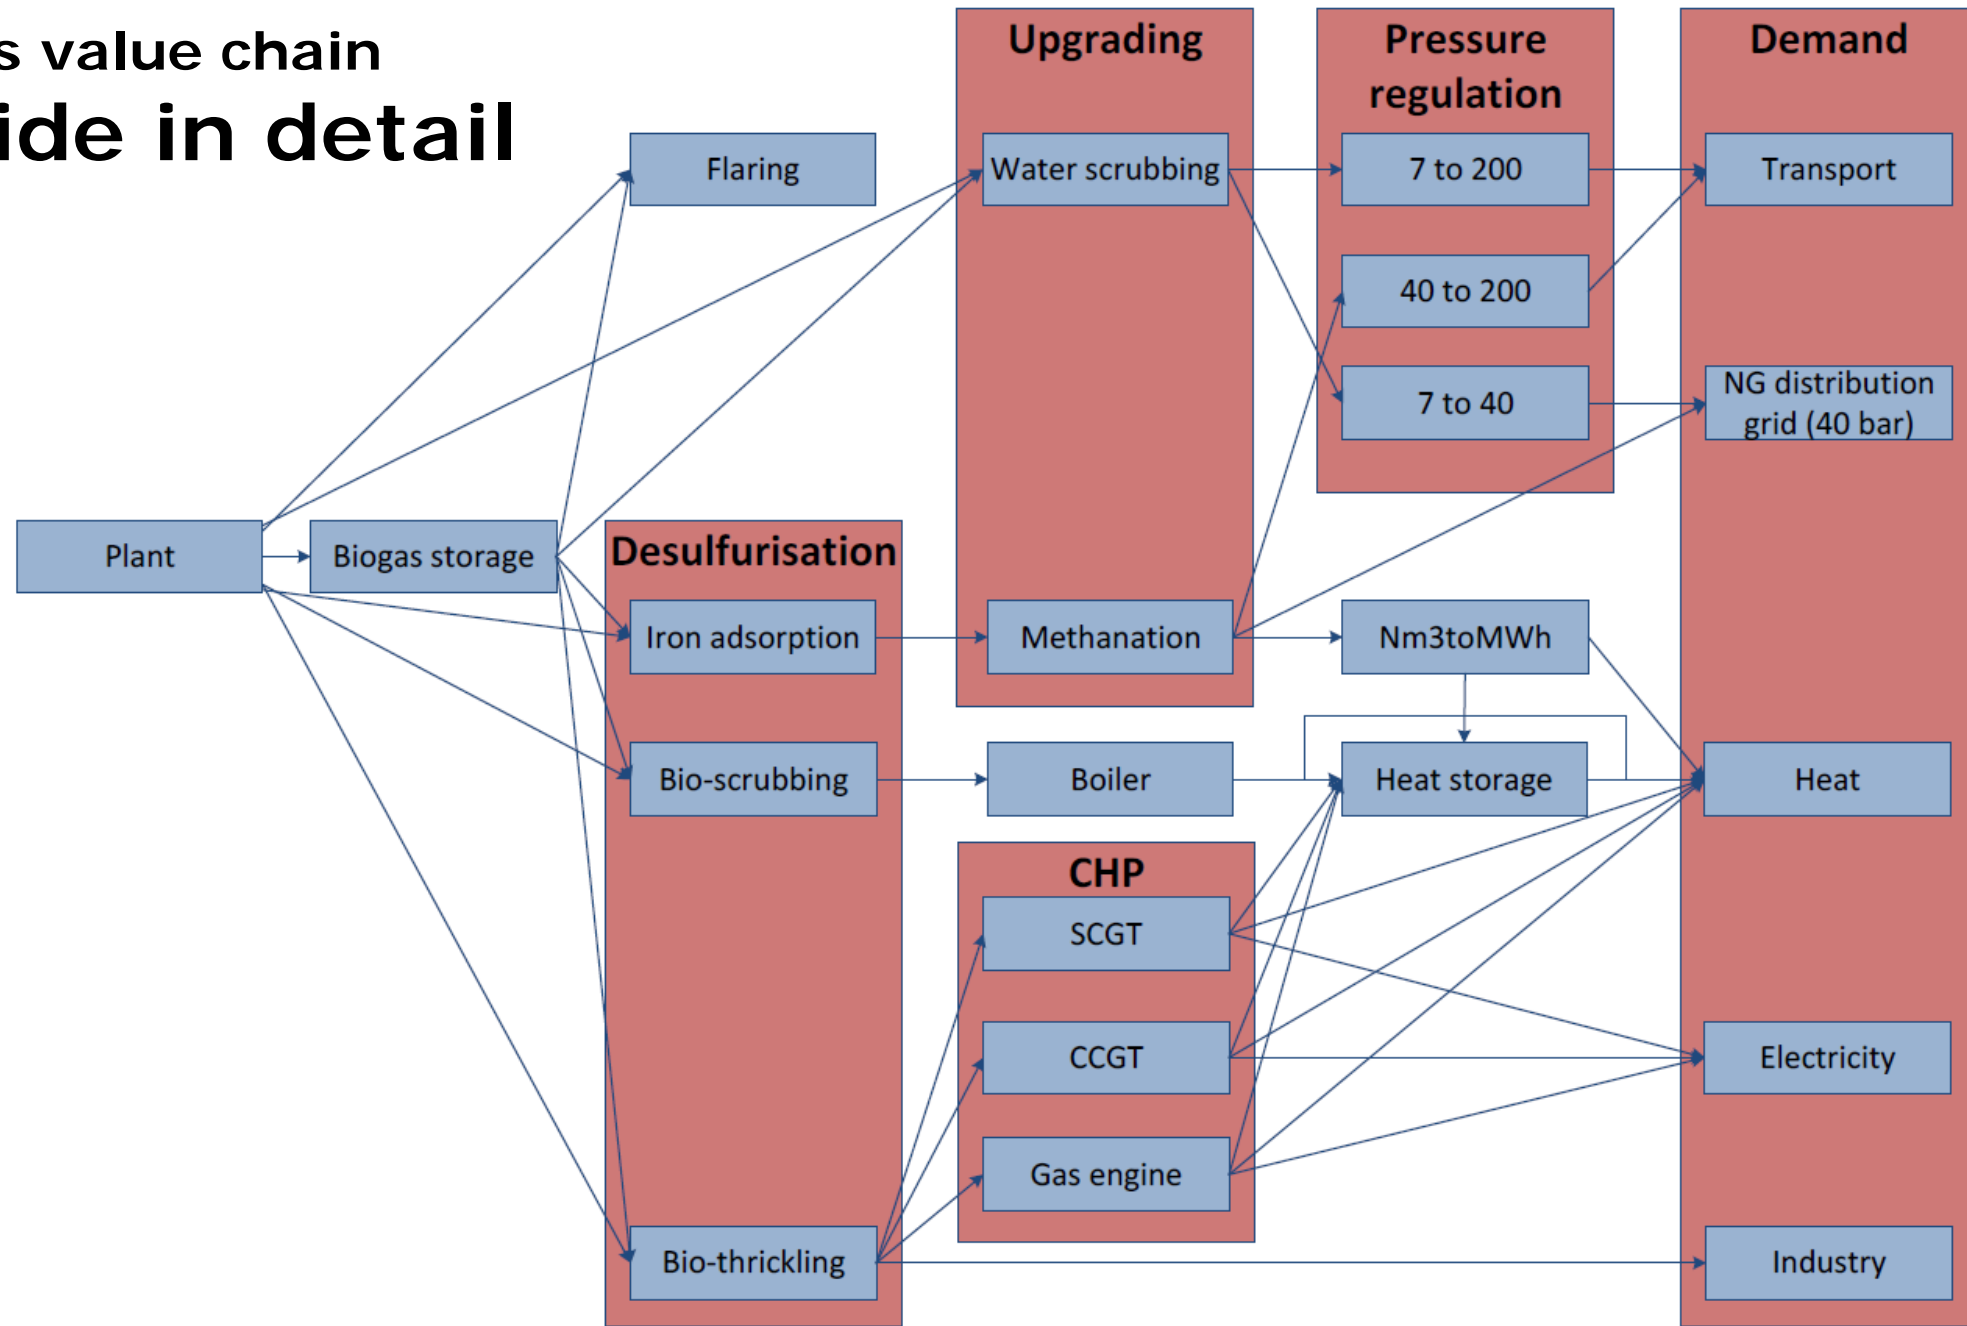 s value chain
ide in detail
Upgrading
Pressure
regulation
Demand
Flaring
Water scrubbing
7 to 200
Transport
40 to 200
7 to 40
NG distribution
grid (40 bar)
Plant
Biogas storage
Desulfurisation
Iron adsorption
Methanation
Nm3toMWh
Bio-scrubbing
Boiler
Heat storage
Heat
CHP
SCGT
CCGT
Electricity
Gas engine
Bio-thrickling
Industry